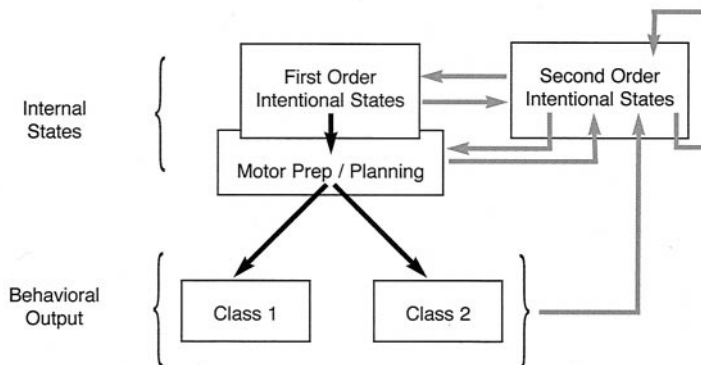 First Order
Intentional States
Second Order
Intentional States
Internal
States
Motor Prep / Planning
Behavioral
Output
Class 1
Class 2